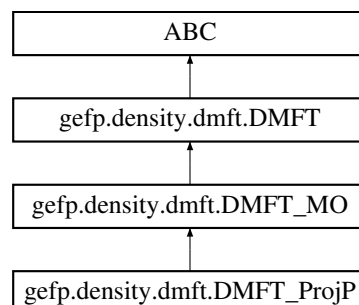 ABC
gefp.density.dmft.DMFT
gefp.density.dmft.DMFT_MO
gefp.density.dmft.DMFT_ProjP